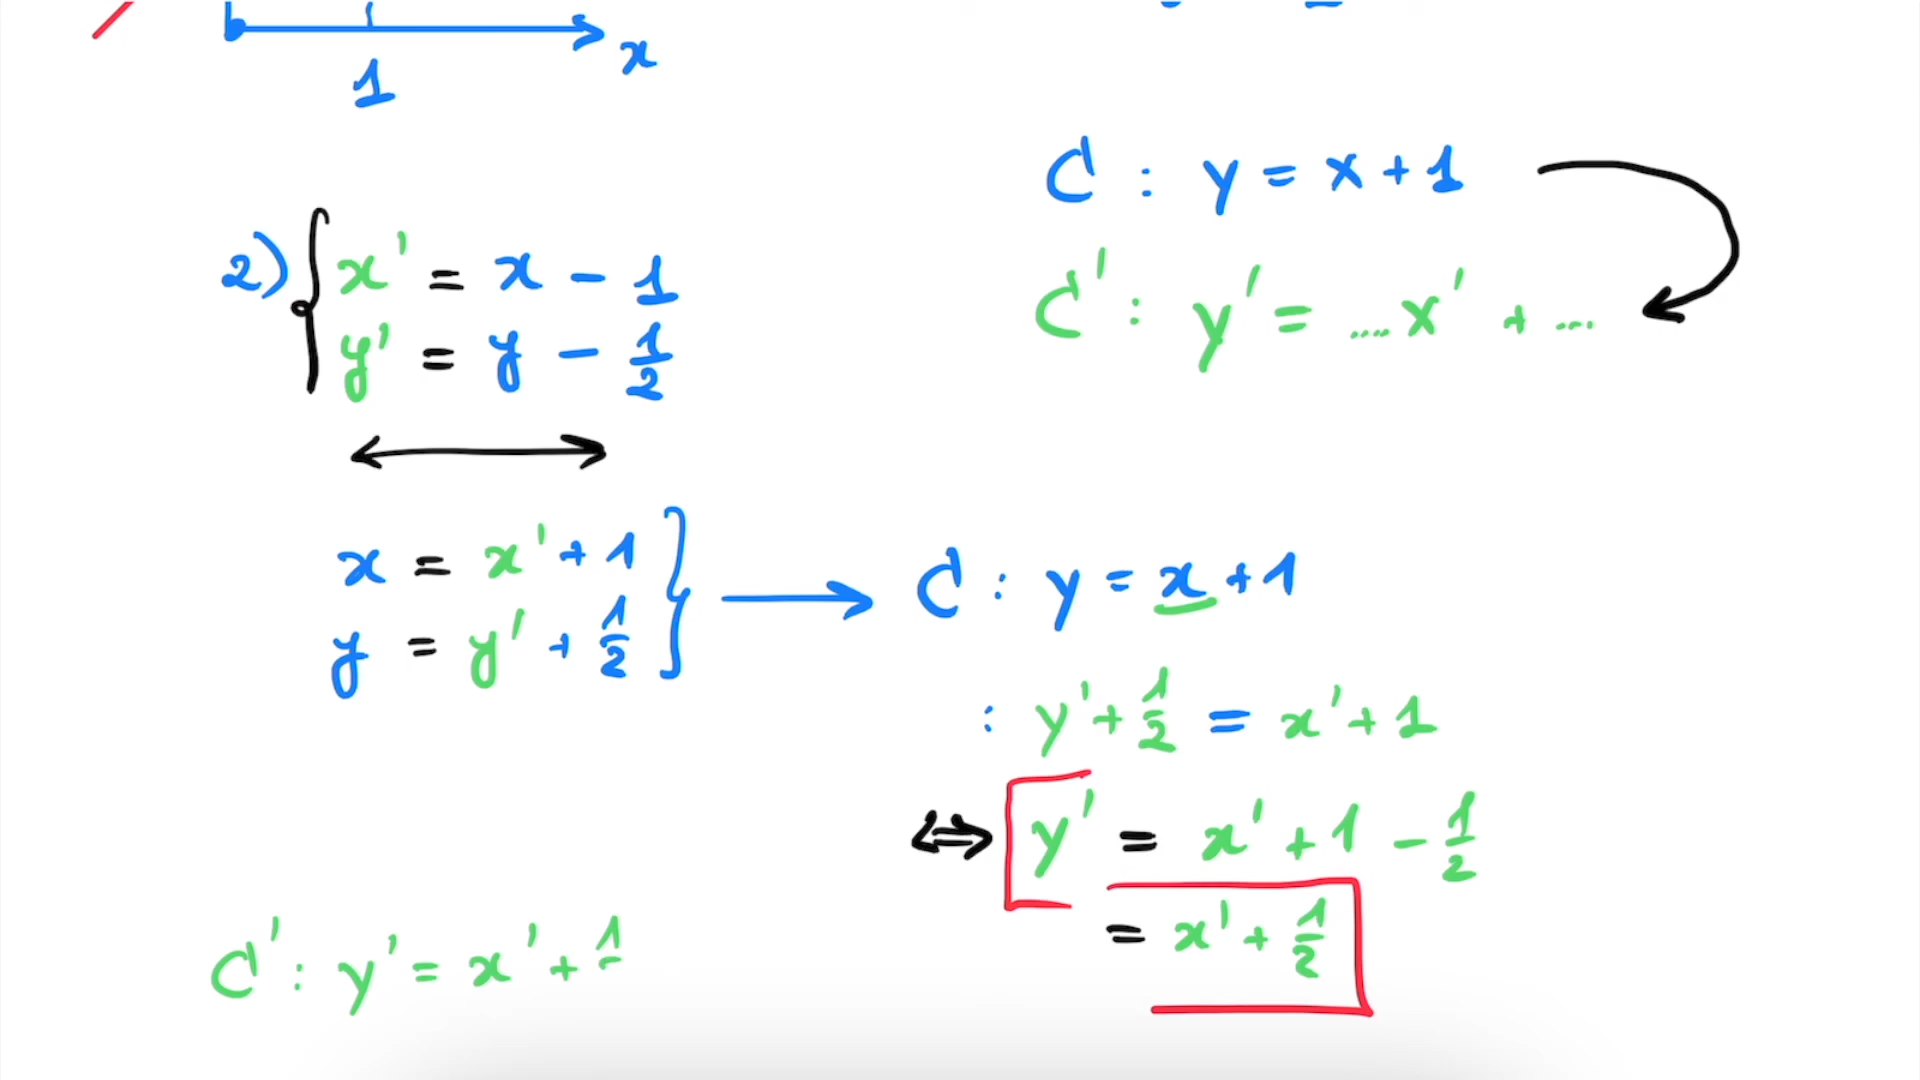 x
1
C : y = x + 1
C' : y' = .... x' + ...
2) { x' = x - 1
y' = y - 1/2
x = x' + 1
y = y' + 1/2 } → C : y = x + 1
: y' + 1/2 = x' + 1
⇔ y' = x' + 1 - 1/2
= x' + 1/2
C' : y' = x' + 1